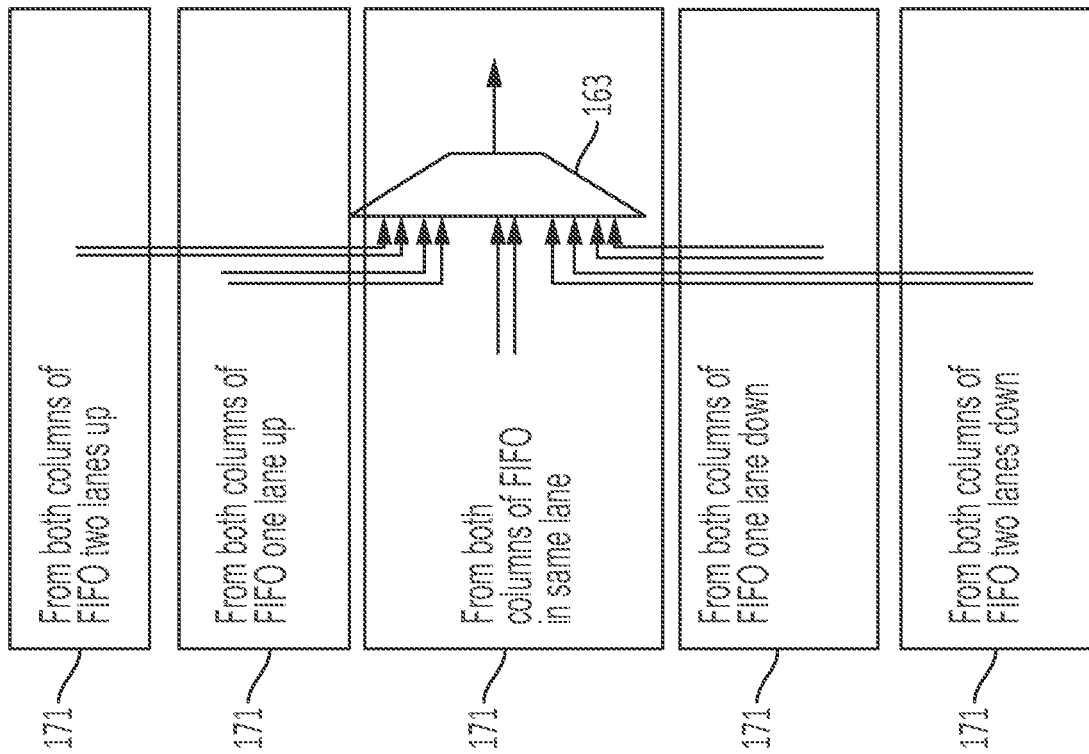 From both columns of
FIFO two lanes up
171
From both columns of
FIFO one lane up
171
From both
columns of FIFO
in same lane
163
171
From both columns of
FIFO one lane down
171
From both columns of
FIFO two lanes down
171